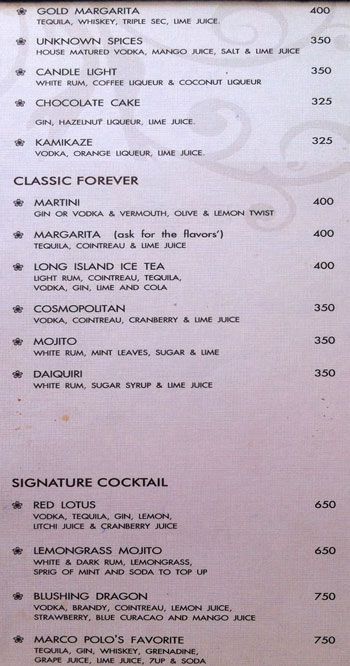 GOLD MARGARITA 400
TEQUILA, WHISKEY, TRIPLE SEC, LIME JUICE.
UNKNOWN SPICES 350
HOUSE MATURED VODKA, MANGO JUICE, SALT & LIME JUICE
CANDLE LIGHT 350
WHITE RUM, COFFEE LIQUEUR & COCONUT LIQUEUR
CHOCOLATE CAKE 325
GIN, HAZELNUT LIQUEUR, LIME JUICE.
KAMIKAZE 325
VODKA, ORANGE LIQUEUR, LIME JUICE.
CLASSIC FOREVER
MARTINI 400
GIN OR VODKA & VERMOUTH, OLIVE & LEMON TWIST
MARGARITA (ask for the flavors') 400
TEQUILA, COINTREAU & LIME JUICE
LONG ISLAND ICE TEA 400
LIGHT RUM, COINTREAU, TEQUILA,
VODKA, GIN, LIME AND COLA
COSMOPOLITAN 350
VODKA, COINTREAU, CRANBERRY & LIME JUICE
MOJITO 350
WHITE RUM, MINT LEAVES, SUGAR & LIME
DAIQUIRI 350
WHITE RUM, SUGAR SYRUP & LIME JUICE
SIGNATURE COCKTAIL
RED LOTUS 650
VODKA, TEQUILA, GIN, LEMON,
LITCHI JUICE & CRANBERRY JUICE
LEMONGRASS MOJITO 650
WHITE & DARK RUM, LEMONGRASS,
SPRIG OF MINT AND SODA TO TOP UP
BLUSHING DRAGON 750
VODKA, BRANDY, COINTREAU, LEMON JUICE,
STRAWBERRY, BLUE CURACAO AND MANGO JUICE
MARCO POLO'S FAVORITE 750
TEQUILA, GIN, WHISKEY, GRENADINE,
GRAPE JUICE, LIME JUICE, 7UP & SODA